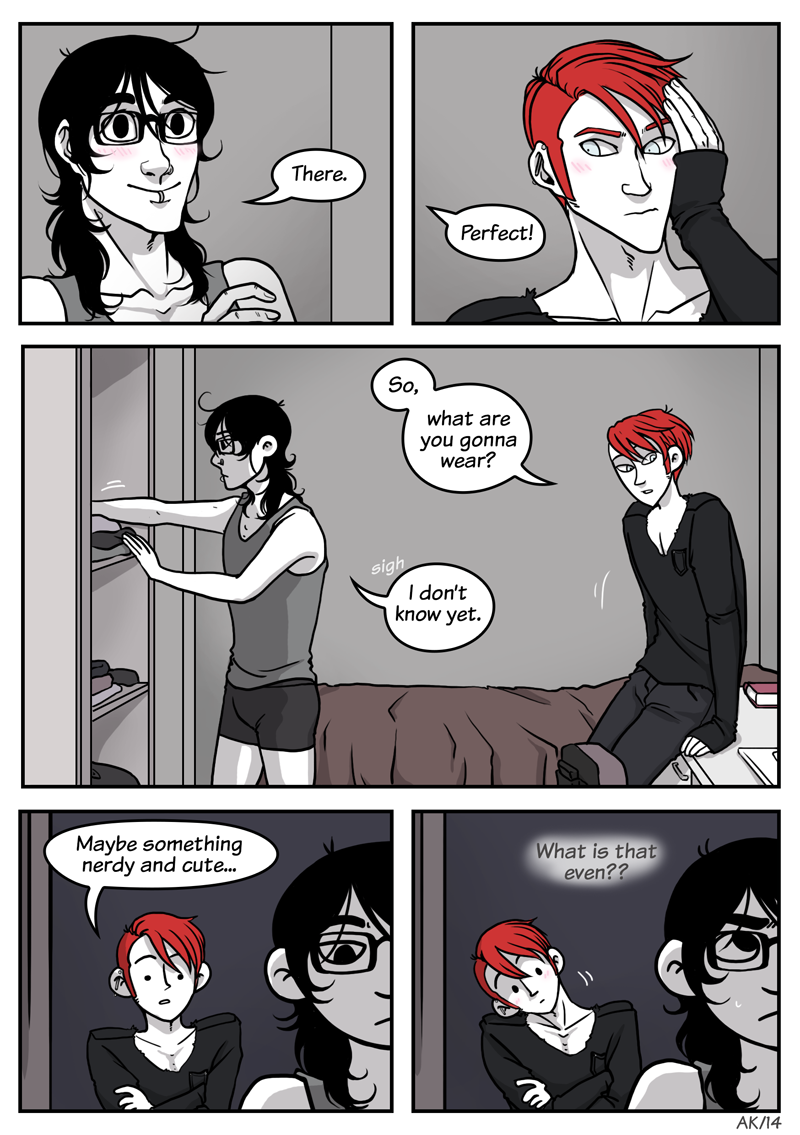 There.
Perfect!
So,
what are
you gonna
wear?
sigh
I don't
know yet.
Maybe something
nerdy and cute...
What is that
even??
AK/14